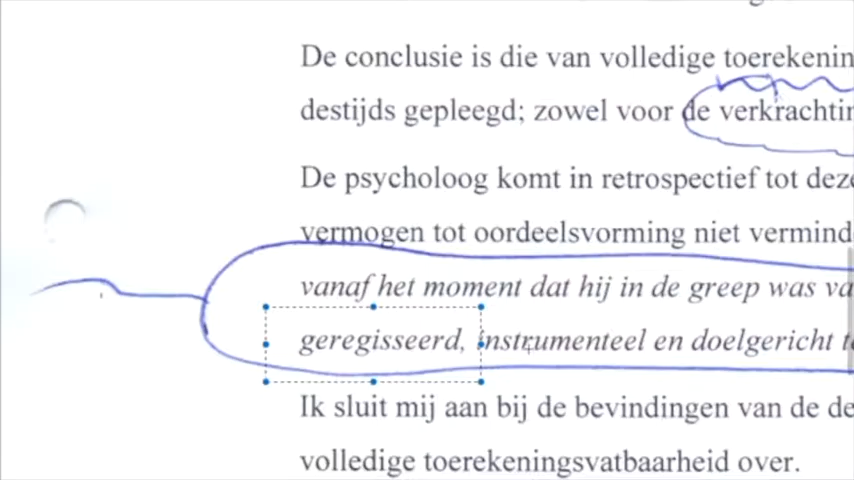 De conclusie is die van volledige toerekenin
destijds gepleegd; zowel voor de verkrachtin
De psycholoog komt in retrospectief tot deze
vermogen tot oordeelsvorming niet vermind
vanaf het moment dat hij in de greep was va
geregisseerd, instrumenteel en doelgericht t
Ik sluit mij aan bij de bevindingen van de de
volledige toerekeningsvatbaarheid over.